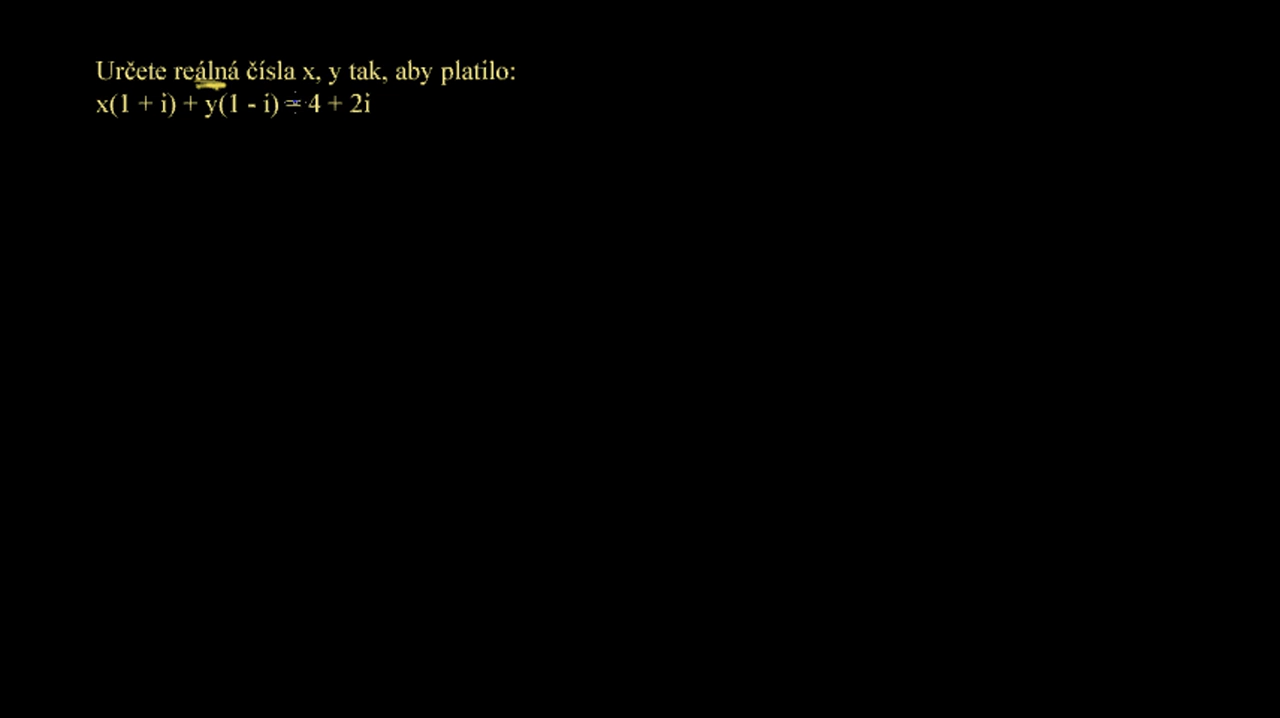 Určete reálná čísla x, y tak, aby platilo:
x(1 + i) + y(1 - i) = 4 + 2i